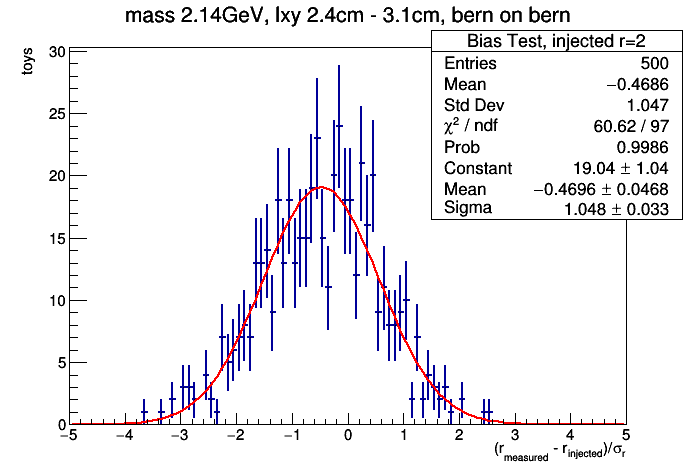 mass 2.14GeV, lxy 2.4cm - 3.1cm, bern on bern
Bias Test, injected r=2
Entries 500
Mean −0.4686
Std Dev 1.047
χ² / ndf 60.62 / 97
Prob 0.9986
Constant 19.04 ± 1.04
Mean −0.4696 ± 0.0468
Sigma 1.048 ± 0.033
toys
30
25
20
15
10
5
0
−5 −4 −3 −2 −1 0 1 2 3 4 5
(r_measured - r_injected)/σ_r